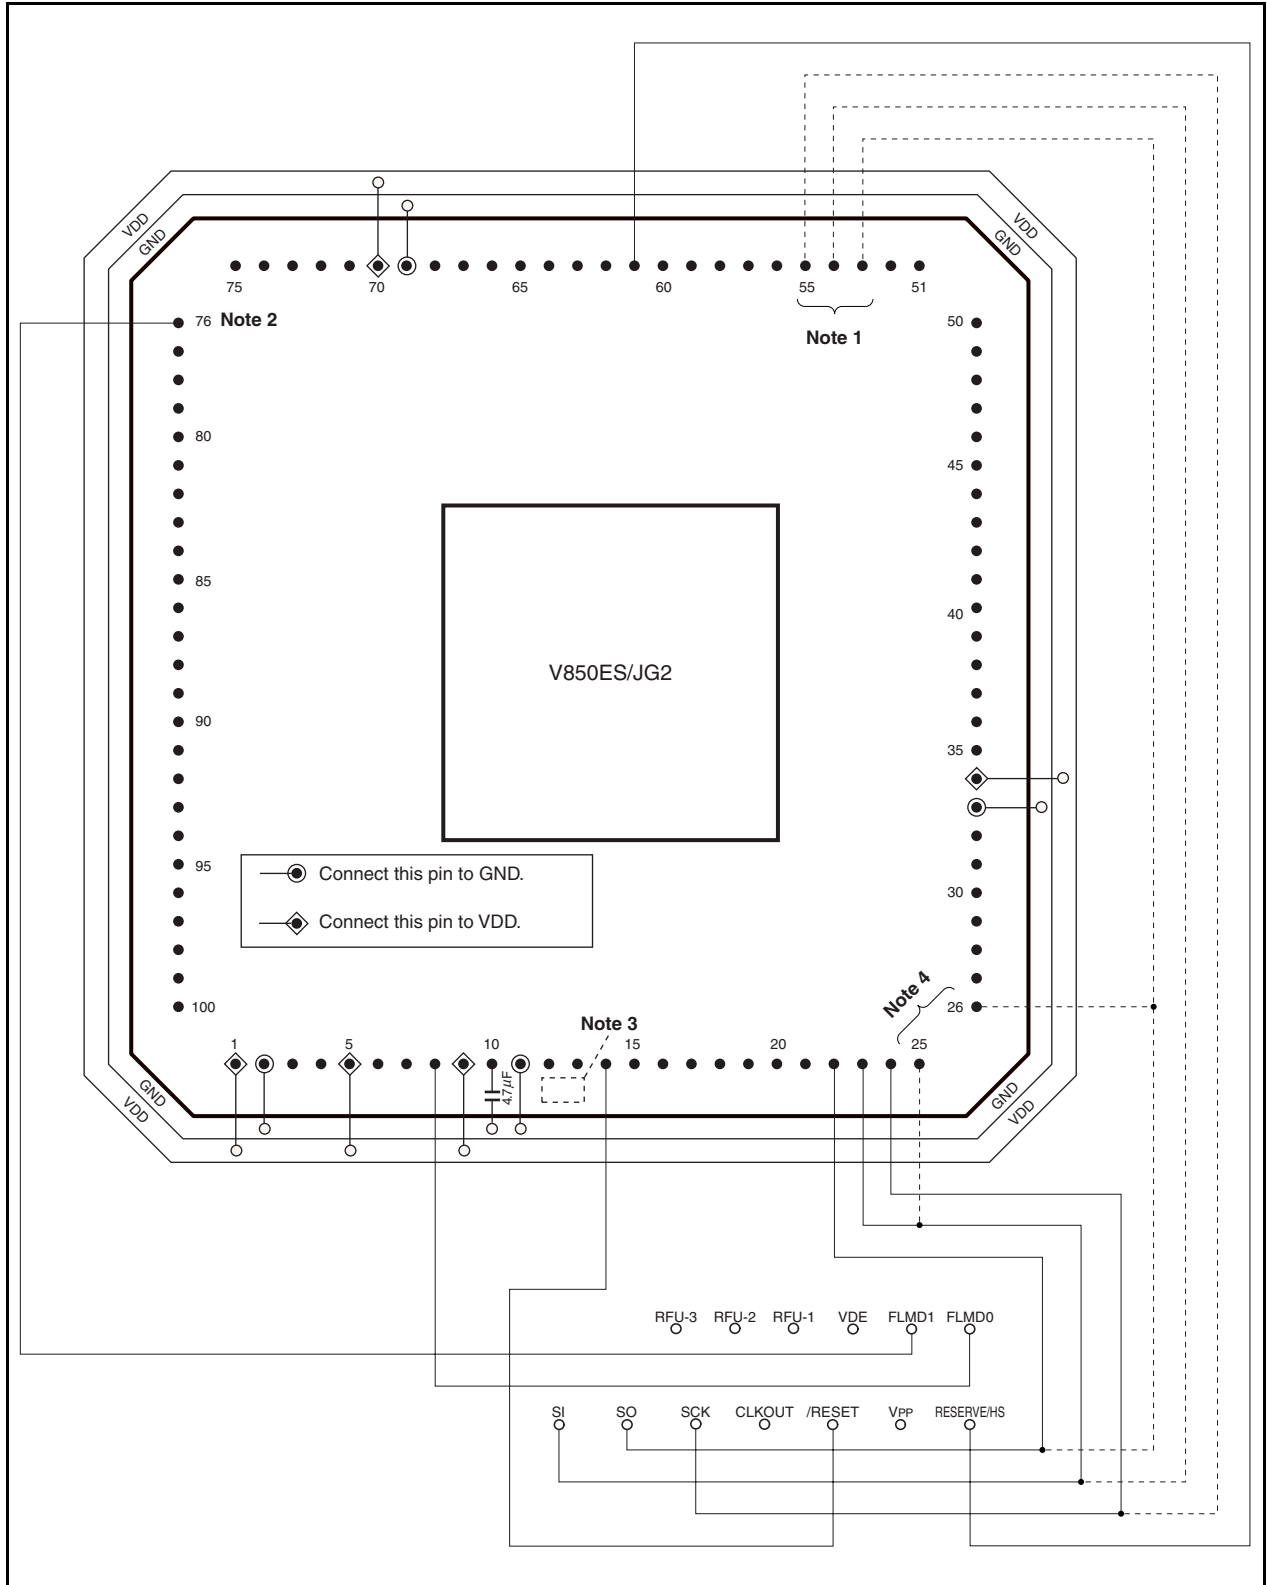 VDD
GND
VDD
GND
75
70
65
60
55
51
76
Note 2
Note 1
50
80
45
85
40
V850ES/JG2
90
35
95
Connect this pin to GND.
30
Connect this pin to VDD.
Note 4
100
26
Note 3
1
5
10
15
20
25
4.7 μF
GND
VDD
GND
VDD
RFU-3 RFU-2 RFU-1 VDE FLMD1 FLMD0
SI SO SCK CLKOUT /RESET VPP RESERVE/HS